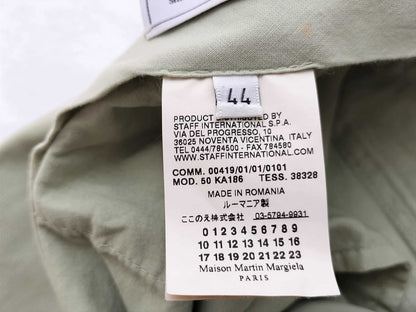 44
PRODUCT DISTRIBUTED BY
STAFF INTERNATIONAL S.P.A.
VIA DEL PROGRESSO, 10
36025 NOVENTA VICENTINA ITALY
TEL 0444/784500 - FAX 784580
WWW.STAFFINTERNATIONAL.COM
COMM. 00419/01/01/0101
MOD. 50 KA186 TESS. 38328
MADE IN ROMANIA
ルーマニア製
ここのえ株式会社 03-5794-9931
0 1 2 3 4 5 6 7 8 9
10 11 12 13 14 15 16
17 18 19 20 21 22 23
Maison Martin Margiela
PARIS